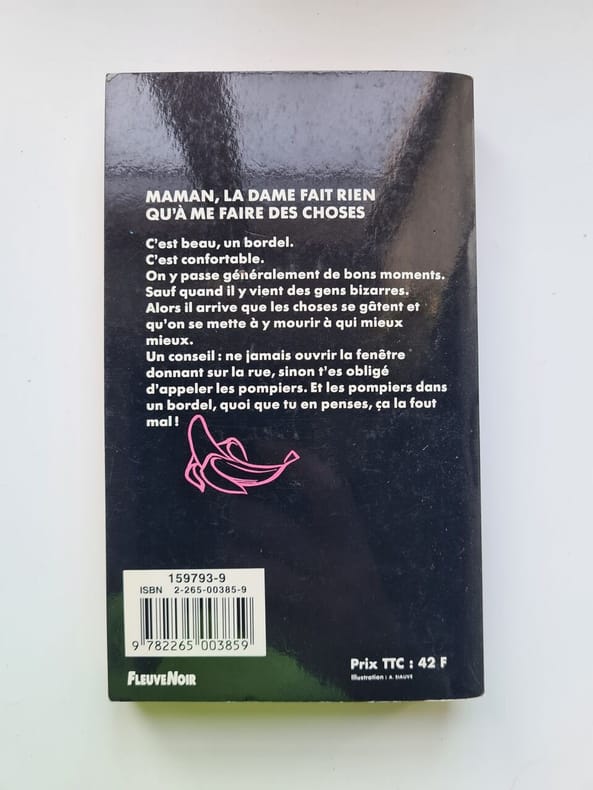 MAMAN, LA DAME FAIT RIEN
QU'À ME FAIRE DES CHOSES
C'est beau, un bordel.
C'est confortable.
On y passe généralement de bons moments.
Sauf quand il y vient des gens bizarres.
Alors il arrive que les choses se gâtent et
qu'on se mette à y mourir à qui mieux
mieux.
Un conseil : ne jamais ouvrir la fenêtre
donnant sur la rue, sinon t'es obligé
d'appeler les pompiers. Et les pompiers dans
un bordel, quoi que tu en penses, ça la fout
mal !
159793-9
ISBN 2-265-00385-9
9 782265 003859
FLEUVE NOIR
Prix TTC : 42 F
Illustration : A. SIAUVE